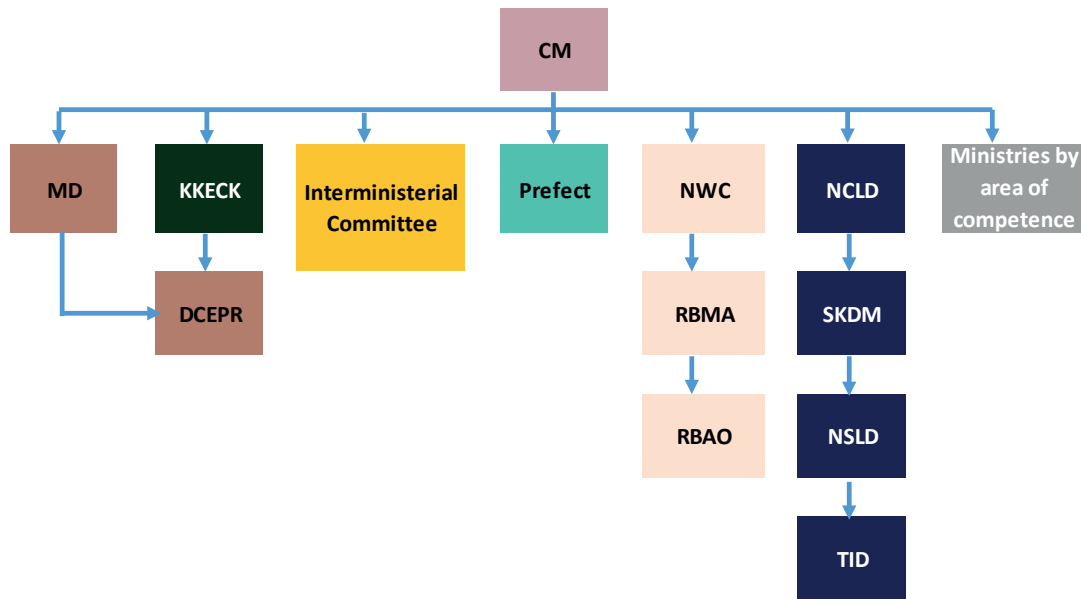 CM
MD
KKECK
Interministerial
Committee
Prefect
NWC
NCLD
Ministries by
area of
competence
DCEPR
RBMA
SKDM
RBAO
NSLD
TID